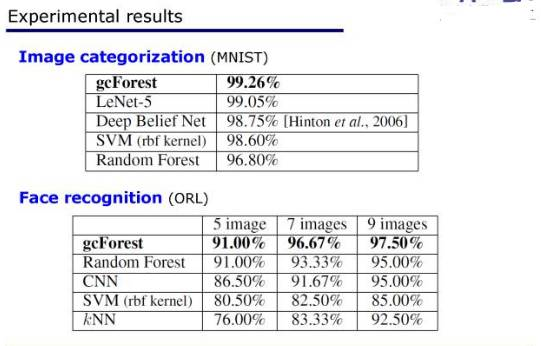 Experimental results
Image categorization (MNIST)
gcForest 99.26%
LeNet-5 99.05%
Deep Belief Net 98.75% [Hinton et al., 2006]
SVM (rbf kernel) 98.60%
Random Forest 96.80%
Face recognition (ORL)
5 image 7 images 9 images
gcForest 91.00% 96.67% 97.50%
Random Forest 91.00% 93.33% 95.00%
CNN 86.50% 91.67% 95.00%
SVM (rbf kernel) 80.50% 82.50% 85.00%
kNN 76.00% 83.33% 92.50%